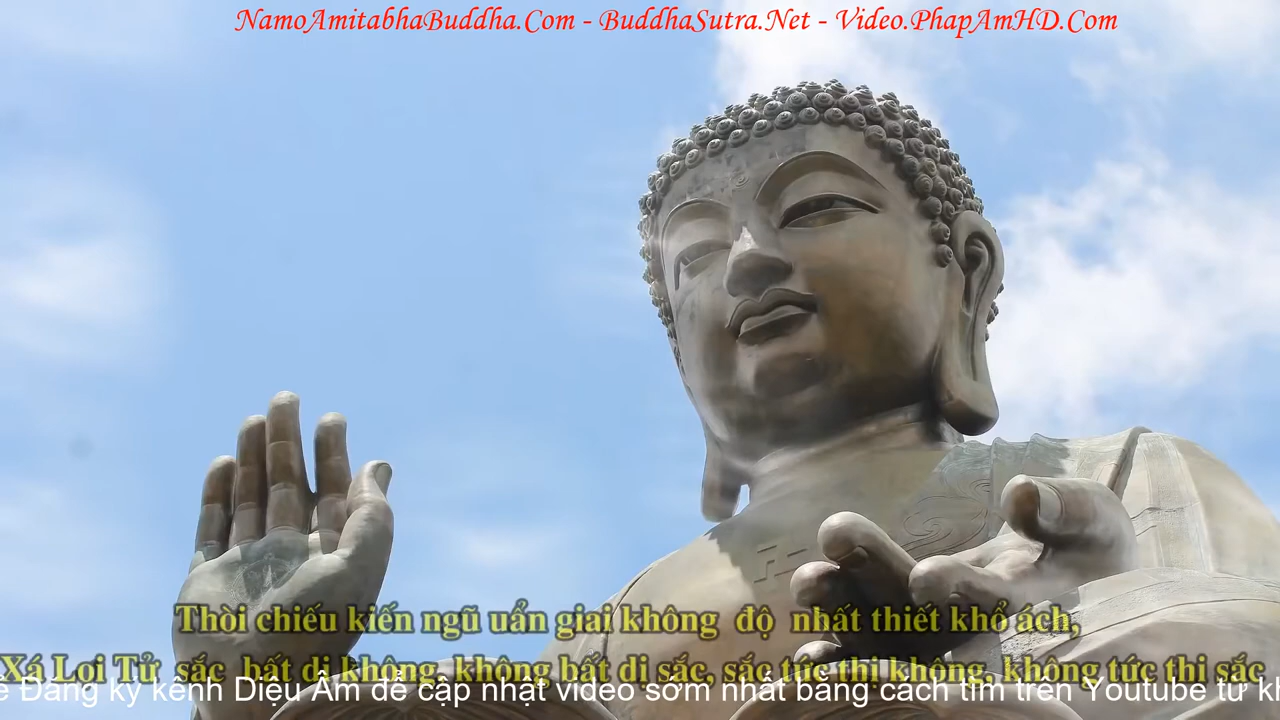 NamoAmitabhaBuddha.Com - BuddhaSutra.Net - Video.PhapAmHD.Com
Thời chiếu kiến ngũ uẩn giai không độ nhất thiết khổ ách,
Xá Lợi Tử sắc bất dị không, không bất dị sắc, sắc tức thị không, không tức thị sắc
Đăng ký kênh Diệu Âm để cập nhật video sớm nhất bằng cách tìm trên Youtube từ